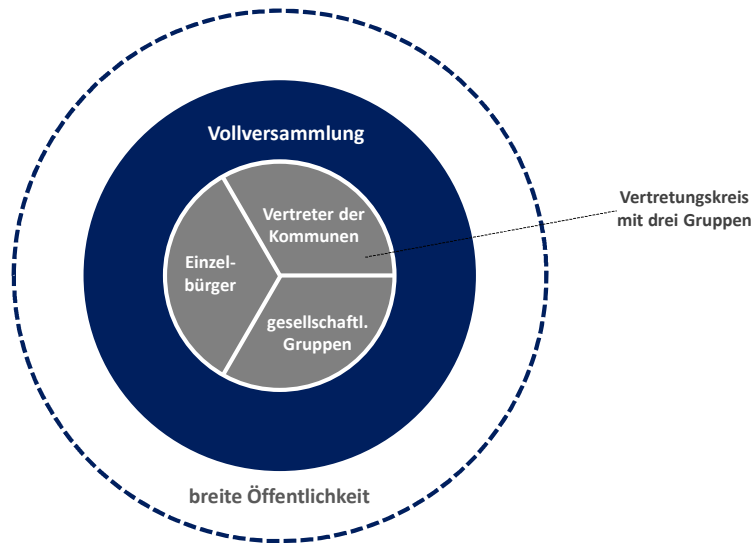 Vollversammlung
Vertreter der
Kommunen
Einzel-
bürger
gesellschaftl.
Gruppen
Vertretungskreis
mit drei Gruppen
breite Öffentlichkeit